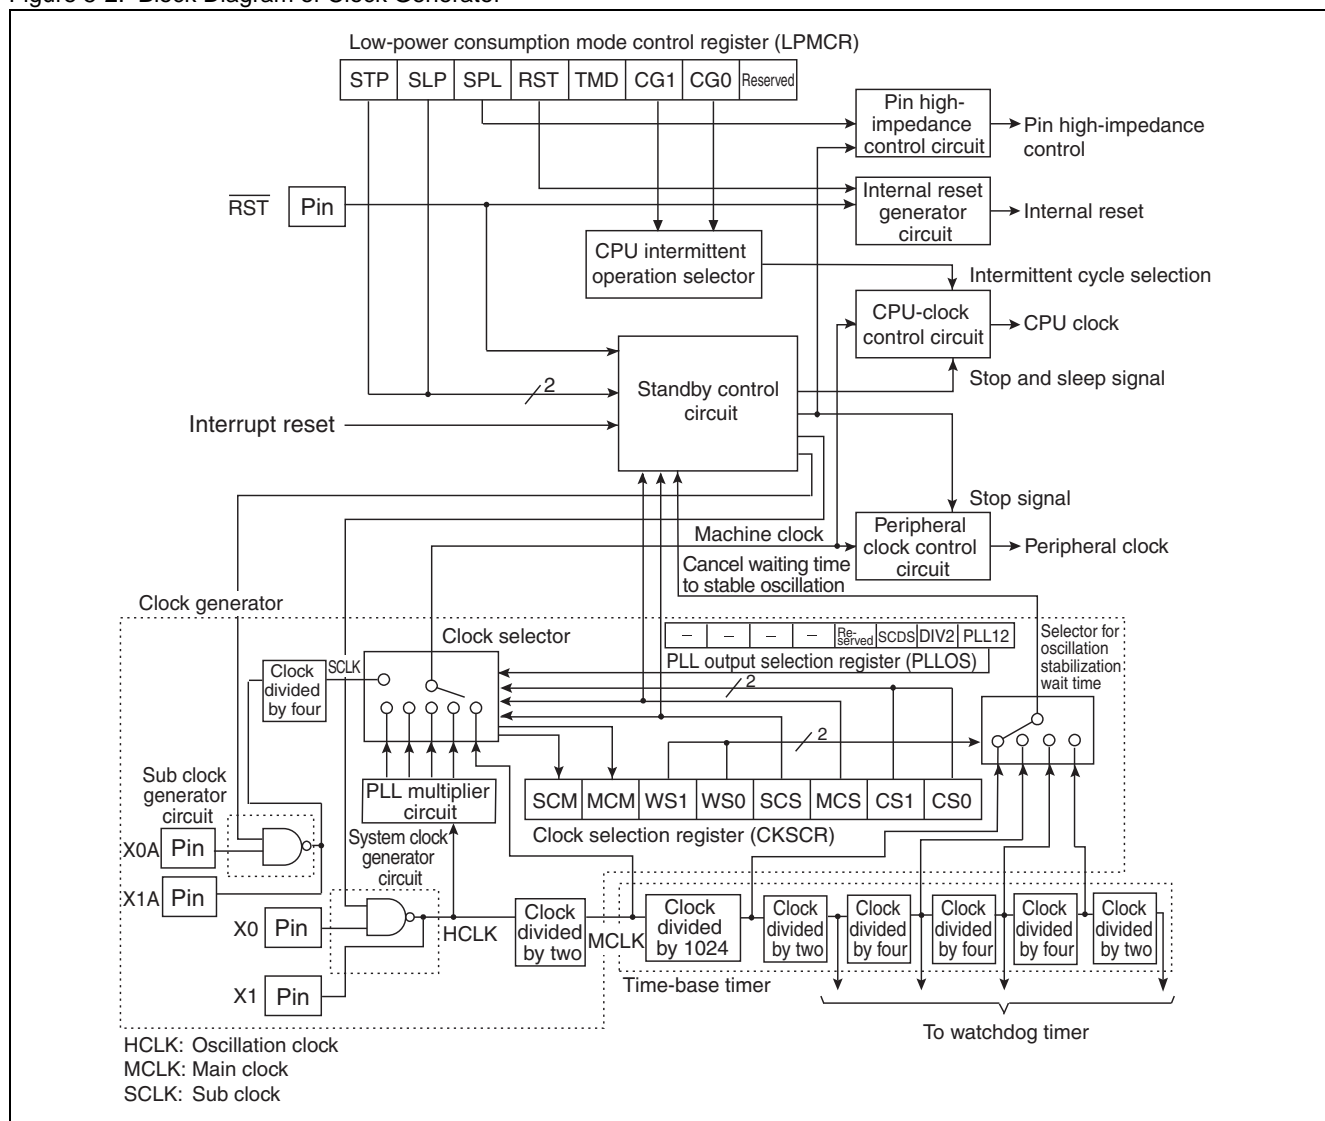 Figure 5-2. Block Diagram of Clock Generator
Low-power consumption mode control register (LPMCR)
STP SLP SPL RST TMD CG1 CG0 Reserved
Pin high-
impedance
control circuit
Pin high-impedance
control
RST Pin
Internal reset
generator
circuit
Internal reset
CPU intermittent
operation selector
Intermittent cycle selection
CPU-clock
control circuit
CPU clock
Stop and sleep signal
2
Standby control
circuit
Interrupt reset
Stop signal
Machine clock
Peripheral
clock control
circuit
Peripheral clock
Cancel waiting time
to stable oscillation
Clock generator
Clock selector
– – – – Re-
served SCDS DIV2 PLL12
PLL output selection register (PLLOS)
Selector for
oscillation
stabilization
wait time
Clock
divided
by four
SCLK
2
2
Sub clock
generator
circuit
PLL multiplier
circuit
SCM MCM WS1 WS0 SCS MCS CS1 CS0
Clock selection register (CKSCR)
System clock
generator
circuit
X0A Pin
X1A Pin
X0 Pin
X1 Pin
HCLK
Clock
divided
by two
MCLK
Clock
divided
by 1024
Clock
divided
by two
Clock
divided
by four
Clock
divided
by four
Clock
divided
by four
Clock
divided
by two
Time-base timer
To watchdog timer
HCLK: Oscillation clock
MCLK: Main clock
SCLK: Sub clock